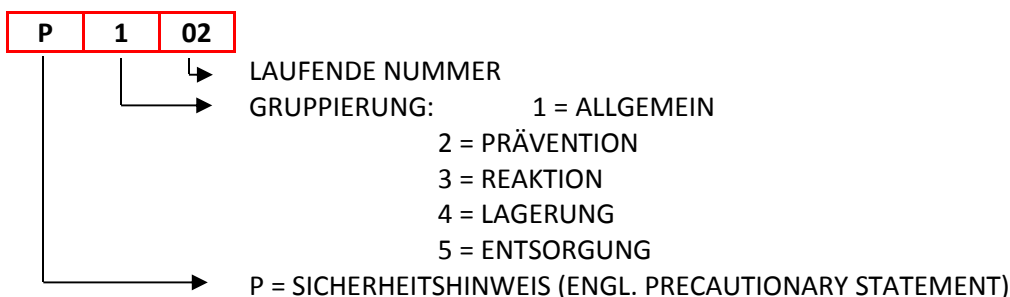 P 1 02
LAUFENDE NUMMER
GRUPPIERUNG: 1 = ALLGEMEIN
2 = PRÄVENTION
3 = REAKTION
4 = LAGERUNG
5 = ENTSORGUNG
P = SICHERHEITSHINWEIS (ENGL. PRECAUTIONARY STATEMENT)